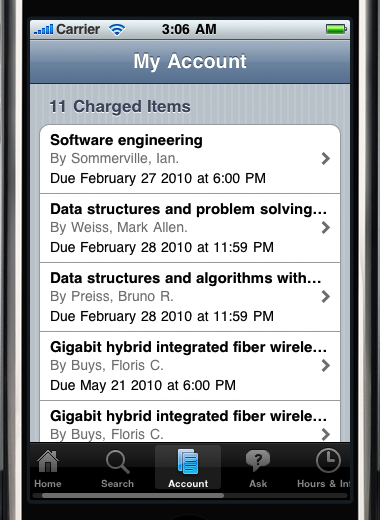 Carrier 3:06 AM
My Account
11 Charged Items
Software engineering
By Sommerville, Ian.
Due February 27 2010 at 6:00 PM
Data structures and problem solving...
By Weiss, Mark Allen.
Due February 28 2010 at 11:59 PM
Data structures and algorithms with...
By Preiss, Bruno R.
Due February 28 2010 at 11:59 PM
Gigabit hybrid integrated fiber wirele...
By Buys, Floris C.
Due May 21 2010 at 6:00 PM
Gigabit hybrid integrated fiber wirele...
By Buys, Floris C.
Home Search Account Ask Hours & Int